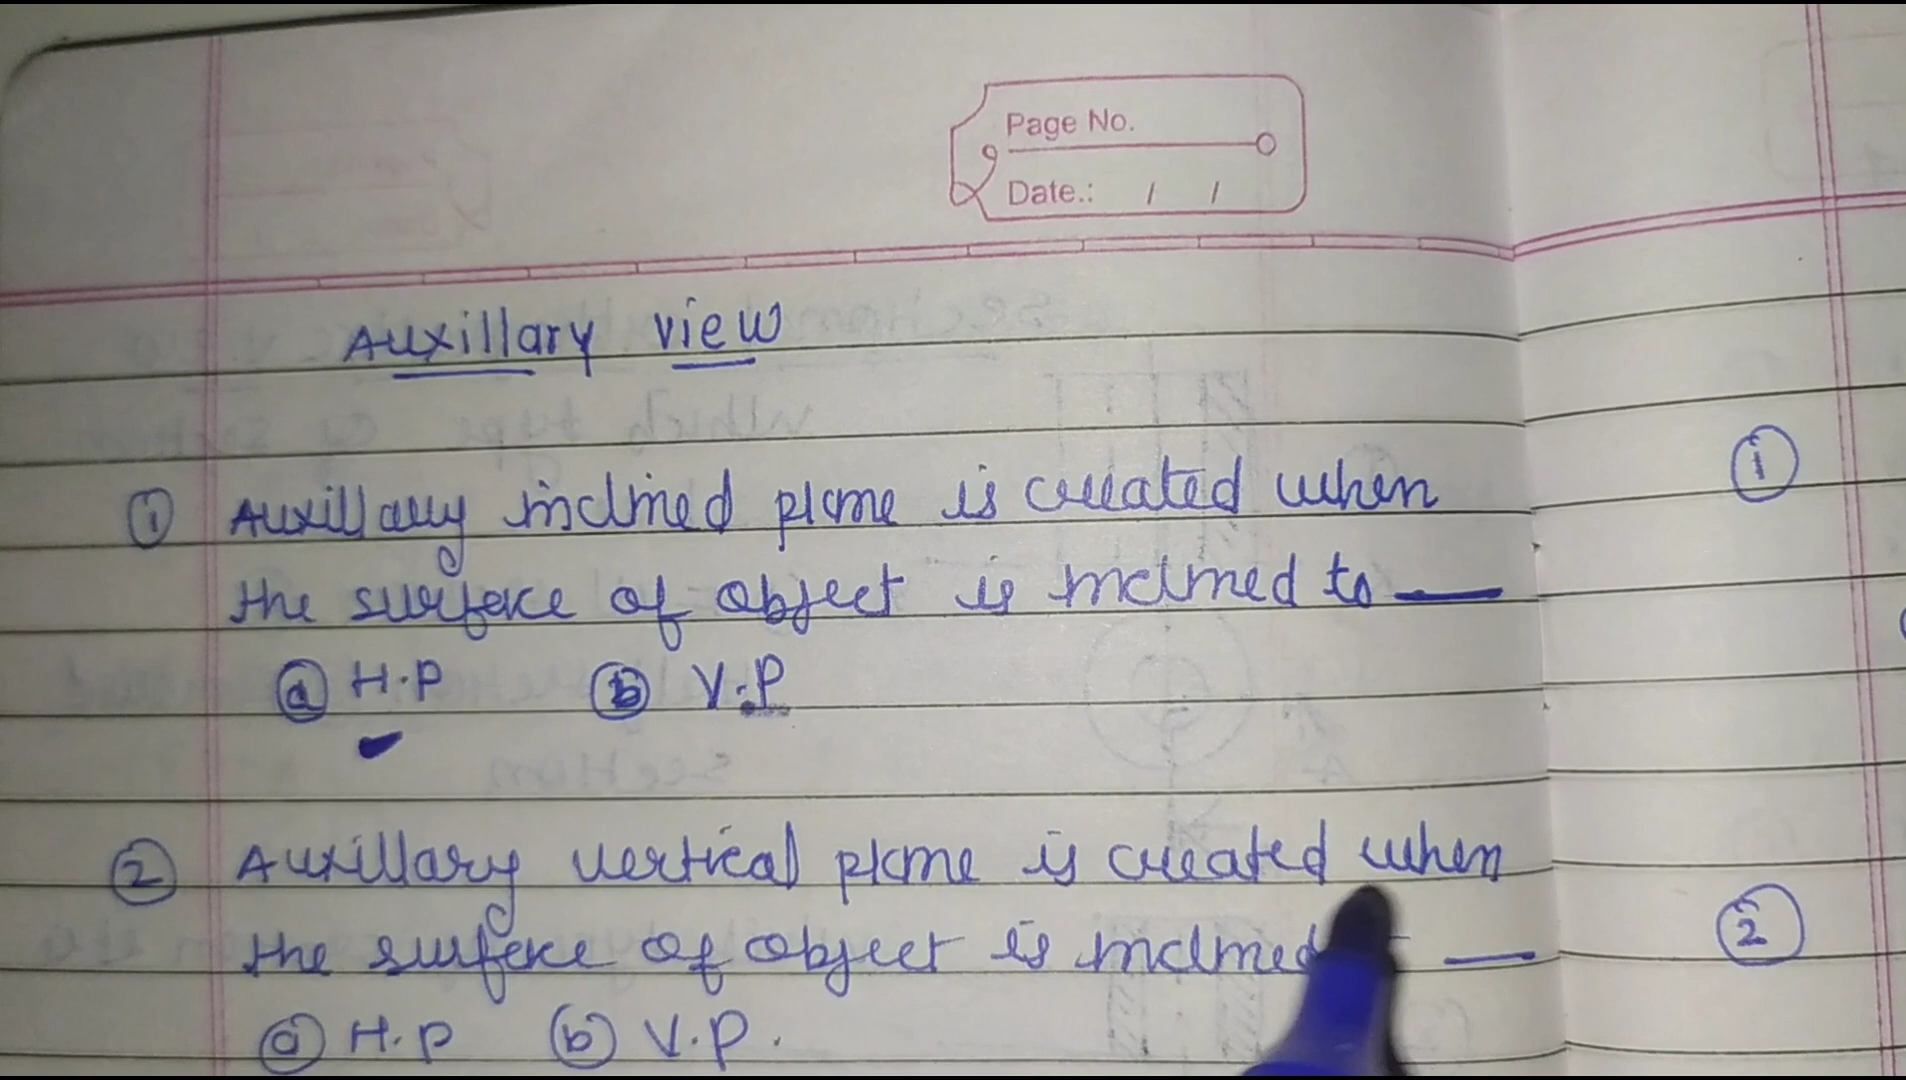 Page No.
Date.: / /
Auxillary view
① Auxillary inclined plane is created when
the surface of object is inclined to —
ⓐ H.P ⓑ V.P
② Auxillary vertical plane is created when
the surface of object is inclined —
ⓐ H.P ⓑ V.P.
①
②